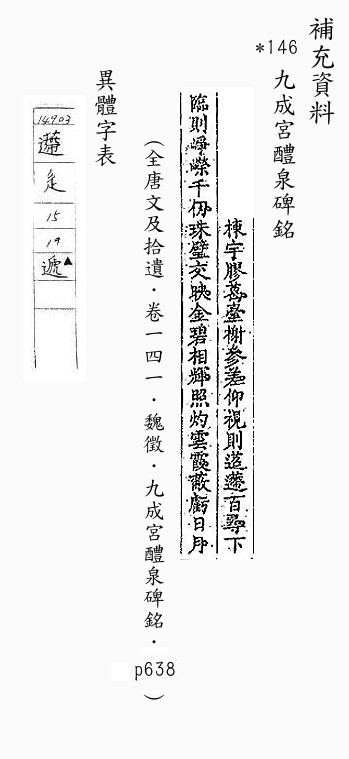 補充資料
*146 九成宮醴泉碑銘
棟宇膠葛臺榭參差仰視則迢遰百尋下
臨則崢嶸千仞珠璧交映金碧相輝照灼雲霞蔽虧日月
(全唐文及拾遺・卷一四一・魏徵・九成宮醴泉碑銘・p638)
異體字表
14903
遰
辵
15
19
遞▲